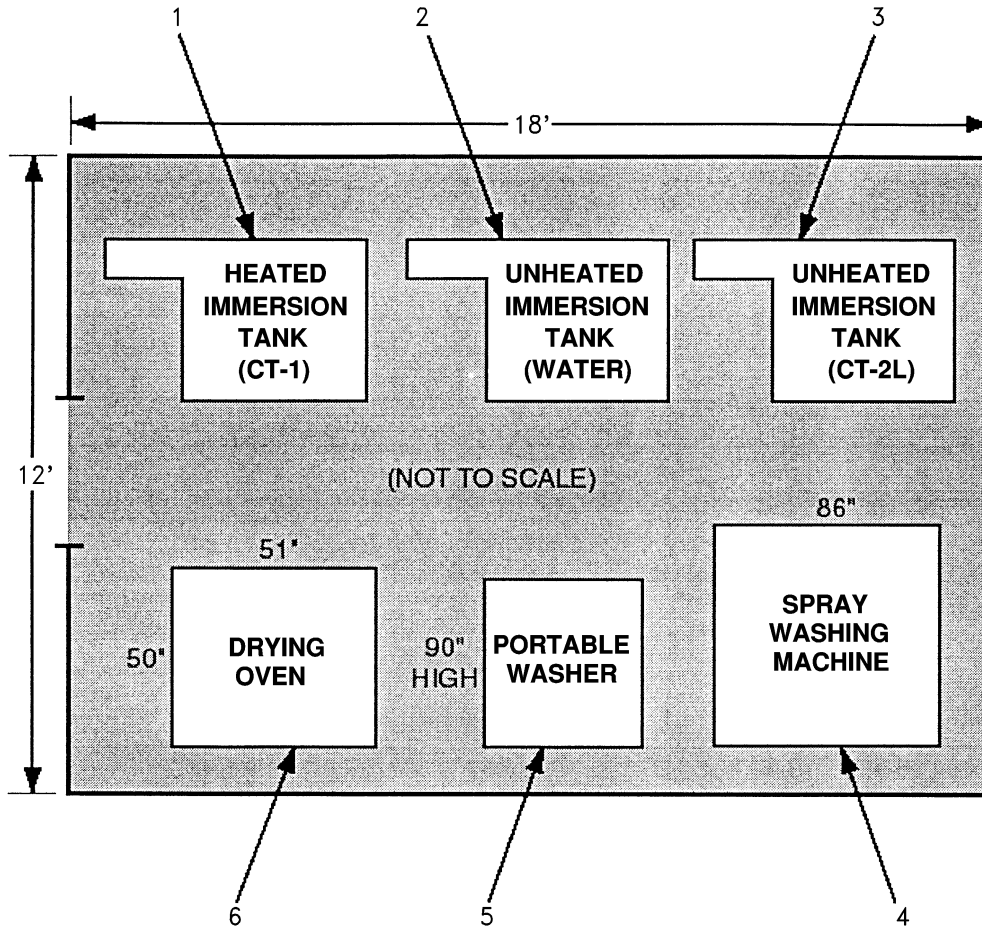 1
2
3
18'
HEATED
IMMERSION
TANK
(CT-1)
UNHEATED
IMMERSION
TANK
(WATER)
UNHEATED
IMMERSION
TANK
(CT-2L)
12'
(NOT TO SCALE)
51"
50"
DRYING
OVEN
90"
HIGH
PORTABLE
WASHER
86"
SPRAY
WASHING
MACHINE
6
5
4